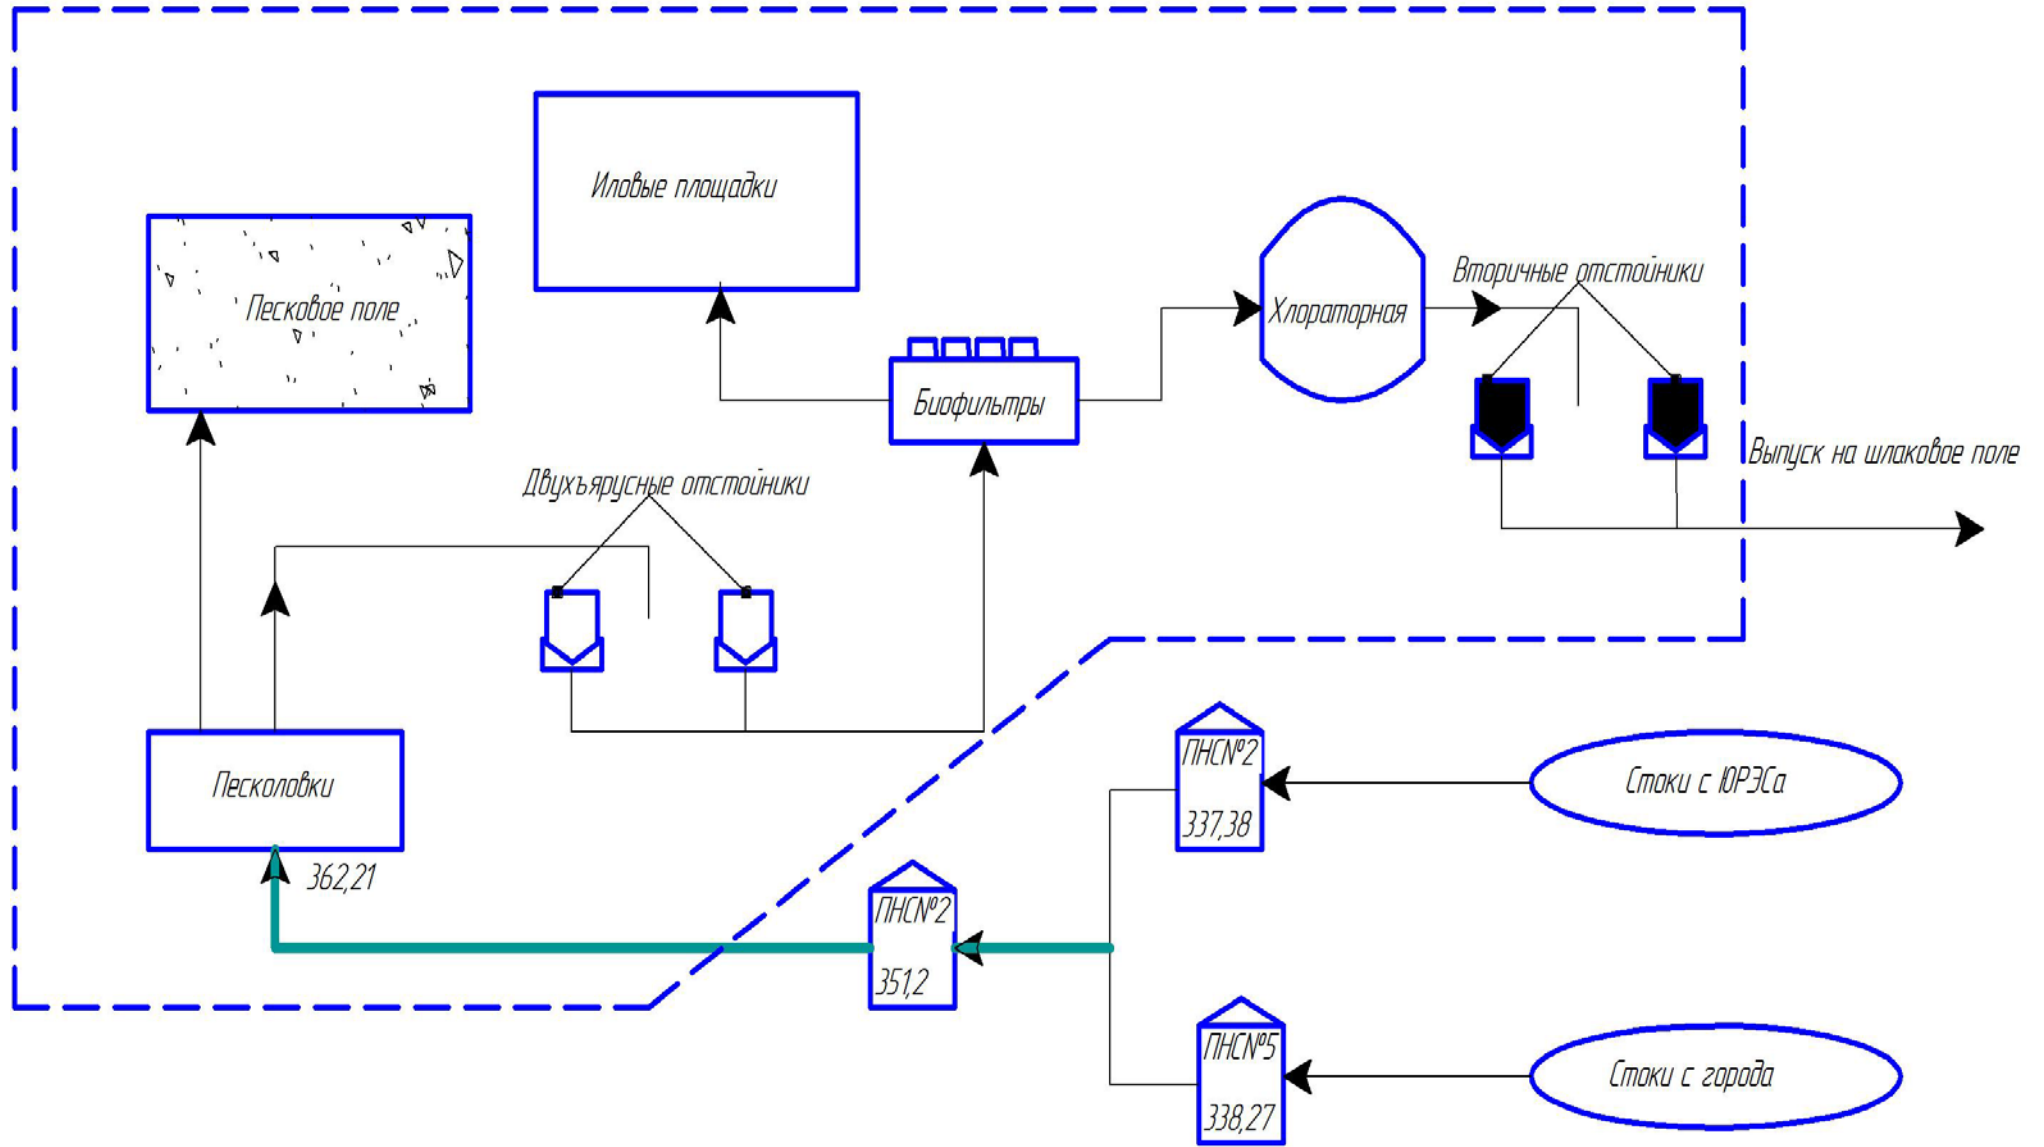 Иловые площадки
Песковое поле
Вторичные отстойники
Хлораторная
Биофильтры
Выпуск на шлаковое поле
Двухъярусные отстойники
ПНС№2
337,38
Стоки с ЮРЭСа
Песколовки
362,21
ПНС№2
351,2
ПНС№5
338,27
Стоки с города